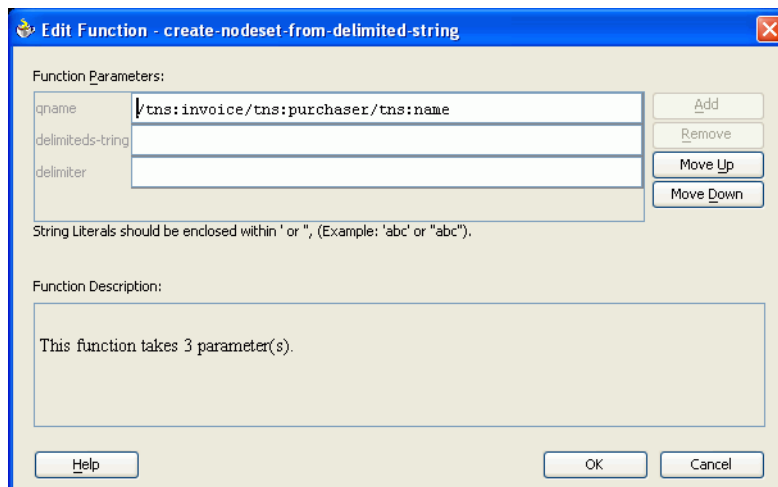 Edit Function - create-nodeset-from-delimited-string
Function Parameters:
qname /tns:invoice/tns:purchaser/tns:name
delimiteds-tring
delimiter
Add
Remove
Move Up
Move Down
String Literals should be enclosed within ' or ", (Example: 'abc' or "abc").
Function Description:
This function takes 3 parameter(s).
Help
OK
Cancel